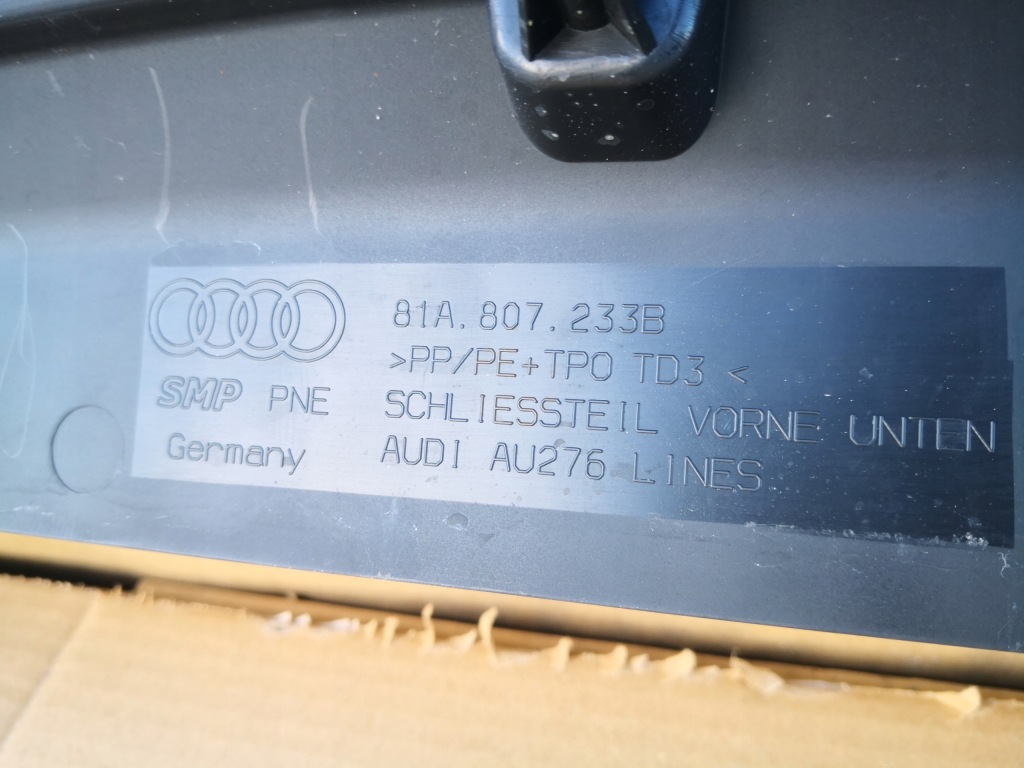 81A.807.233B
>PP/PE+TPO TD3<
SMP PNE SCHLIESSTEIL VORNE UNTEN
Germany AUDI AU276 LINES